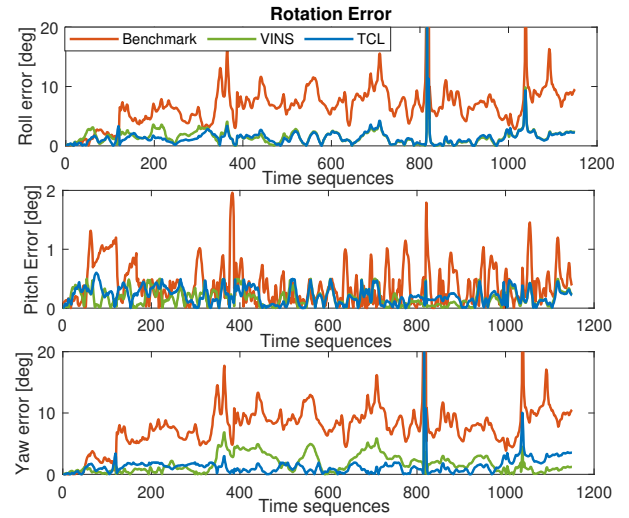 Rotation Error
Benchmark VINS TCL
Roll error [deg]
20
10
0
0 200 400 600 800 1000 1200
Time sequences
Pitch Error [deg]
2
1
0
0 200 400 600 800 1000 1200
Time sequences
Yaw error [deg]
20
10
0
0 200 400 600 800 1000 1200
Time sequences